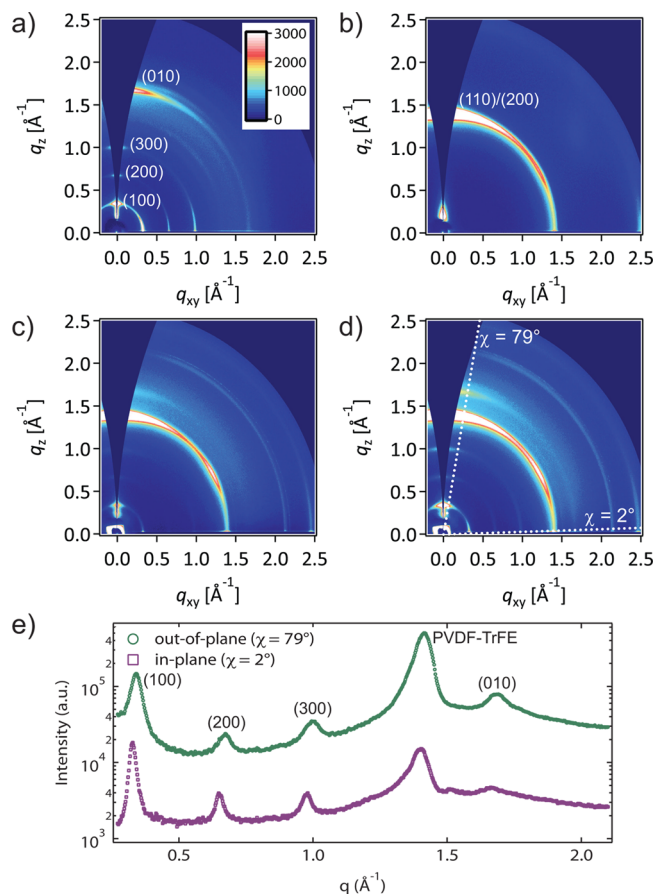 a)
b)
2.5
2.0
1.5
1.0
0.5
0.0
q_z [Å⁻¹]
(010)
(300)
(200)
(100)
3000
2000
1000
0
0.0 0.5 1.0 1.5 2.0 2.5
q_xy [Å⁻¹]
2.5
2.0
1.5
1.0
0.5
0.0
q_z [Å⁻¹]
(110)/(200)
0.0 0.5 1.0 1.5 2.0 2.5
q_xy [Å⁻¹]
c)
d)
2.5
2.0
1.5
1.0
0.5
0.0
q_z [Å⁻¹]
0.0 0.5 1.0 1.5 2.0 2.5
q_xy [Å⁻¹]
2.5
2.0
1.5
1.0
0.5
0.0
q_z [Å⁻¹]
χ = 79°
χ = 2°
0.0 0.5 1.0 1.5 2.0 2.5
q_xy [Å⁻¹]
e)
out-of-plane (χ = 79°)
in-plane (χ = 2°)
PVDF-TrFE
(100)
(200)
(300)
(010)
Intensity (a.u.)
4
2
10⁵
4
2
10⁴
4
2
10³
0.5 1.0 1.5 2.0
q (Å⁻¹)